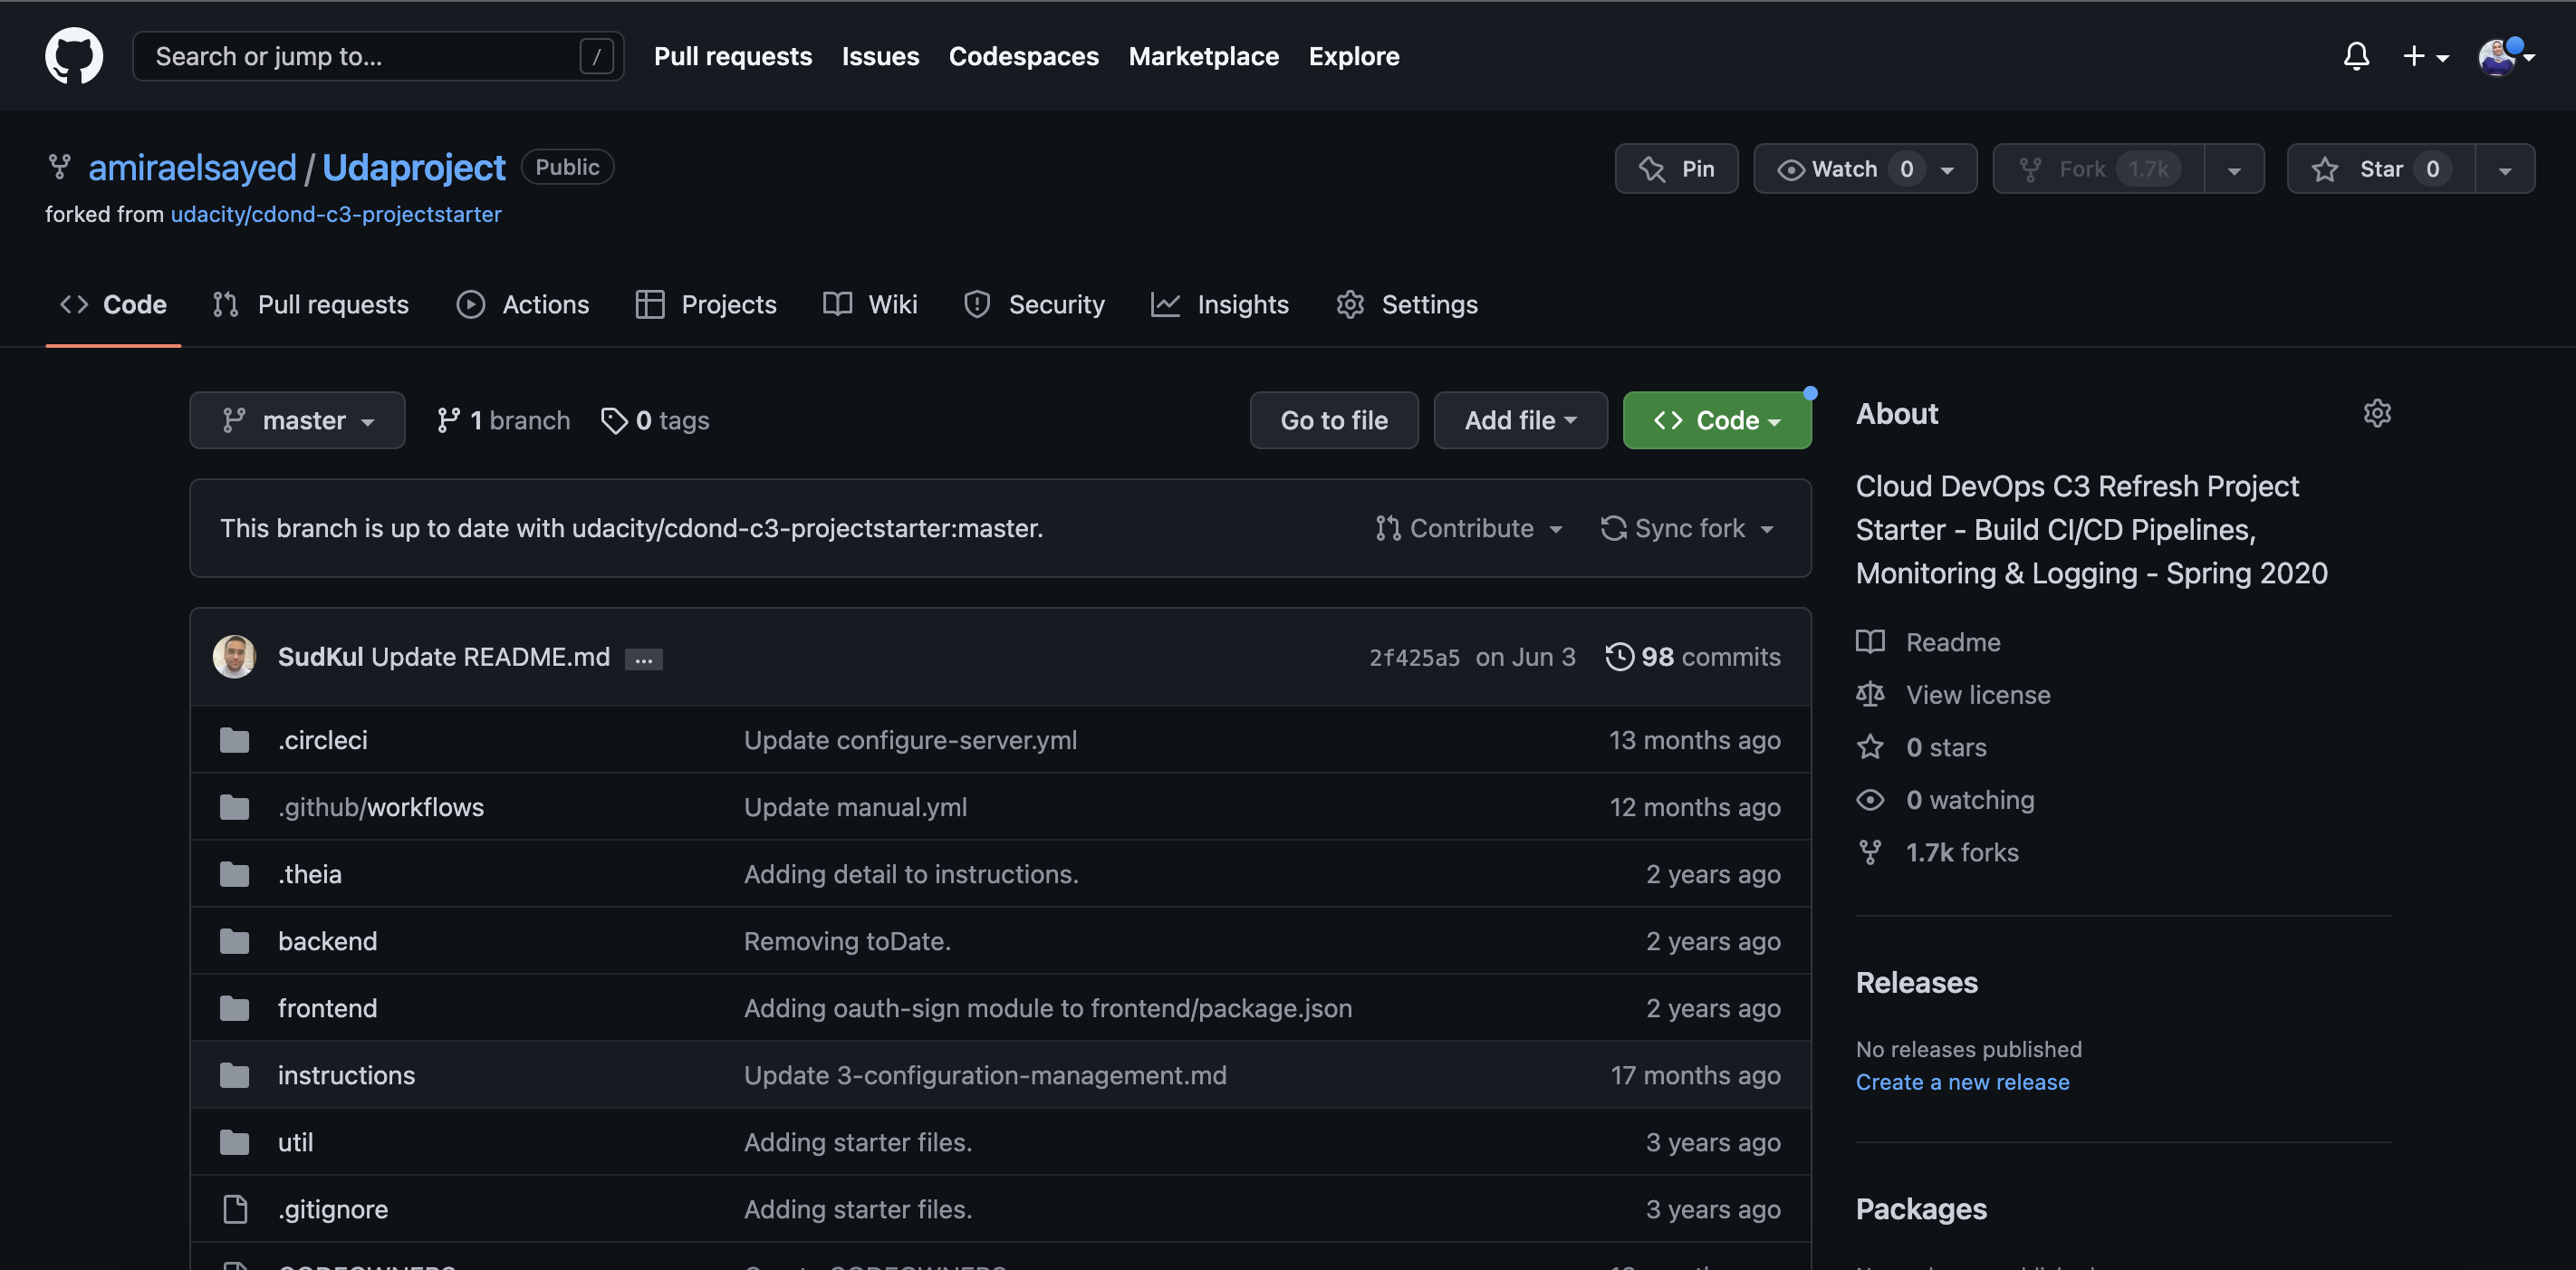 Search or jump to... /
Pull requests Issues Codespaces Marketplace Explore
amiraelsayed / Udaproject Public
Pin Watch 0 Fork 1.7k Star 0
forked from udacity/cdond-c3-projectstarter
Code Pull requests Actions Projects Wiki Security Insights Settings
master 1 branch 0 tags Go to file Add file Code
This branch is up to date with udacity/cdond-c3-projectstarter:master. Contribute Sync fork
SudKul Update README.md ... 2f425a5 on Jun 3 98 commits
.circleci Update configure-server.yml 13 months ago
.github/workflows Update manual.yml 12 months ago
.theia Adding detail to instructions. 2 years ago
backend Removing toDate. 2 years ago
frontend Adding oauth-sign module to frontend/package.json 2 years ago
instructions Update 3-configuration-management.md 17 months ago
util Adding starter files. 3 years ago
.gitignore Adding starter files. 3 years ago
About
Cloud DevOps C3 Refresh Project
Starter - Build CI/CD Pipelines,
Monitoring & Logging - Spring 2020
Readme
View license
0 stars
0 watching
1.7k forks
Releases
No releases published
Create a new release
Packages